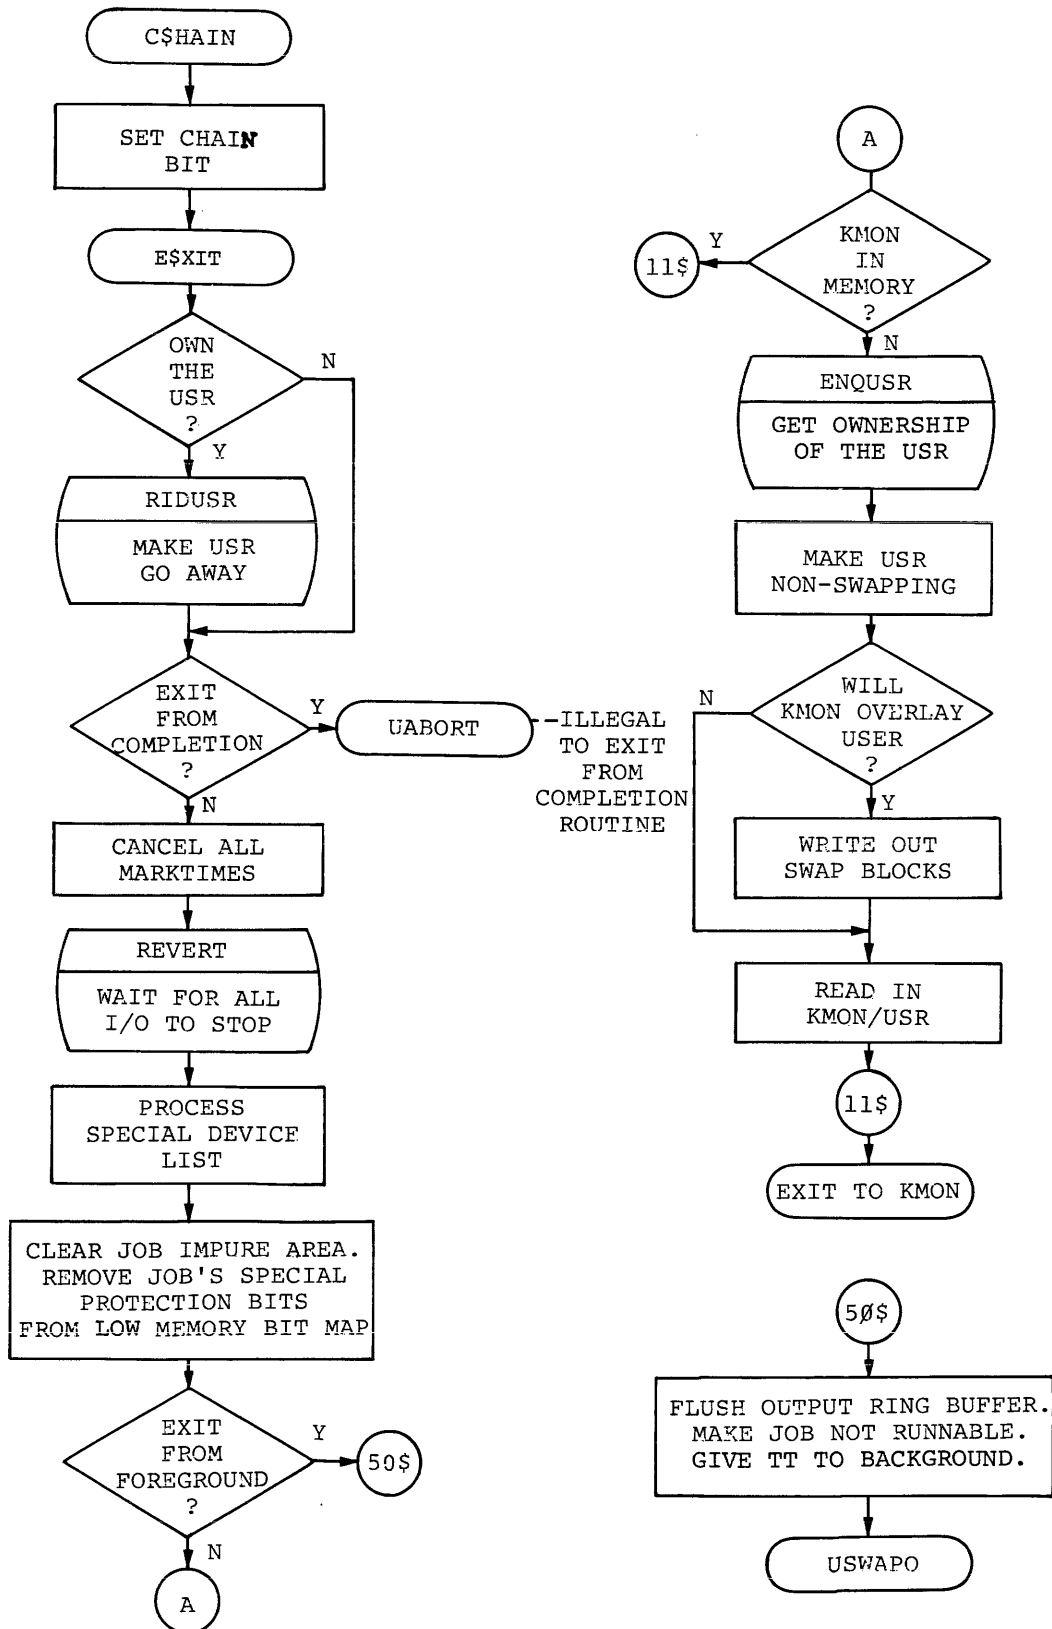 C$HAIN
SET CHAIN
BIT
E$XIT
OWN
THE
USR
?
N
Y
RIDUSR
MAKE USR
GO AWAY
EXIT
FROM
COMPLETION
?
Y
N
UABORT
--ILLEGAL
TO EXIT
FROM
COMPLETION
ROUTINE
CANCEL ALL
MARKTIMES
REVERT
WAIT FOR ALL
I/O TO STOP
PROCESS
SPECIAL DEVICE
LIST
CLEAR JOB IMPURE AREA.
REMOVE JOB'S SPECIAL
PROTECTION BITS
FROM LOW MEMORY BIT MAP
EXIT
FROM
FOREGROUND
?
Y
50$
N
A
A
KMON
IN
MEMORY
?
Y
11$
N
ENQUSR
GET OWNERSHIP
OF THE USR
MAKE USR
NON-SWAPPING
WILL
KMON OVERLAY
USER
?
N
Y
WRITE OUT
SWAP BLOCKS
READ IN
KMON/USR
11$
EXIT TO KMON
5Ø$
FLUSH OUTPUT RING BUFFER.
MAKE JOB NOT RUNNABLE.
GIVE TT TO BACKGROUND.
USWAPO